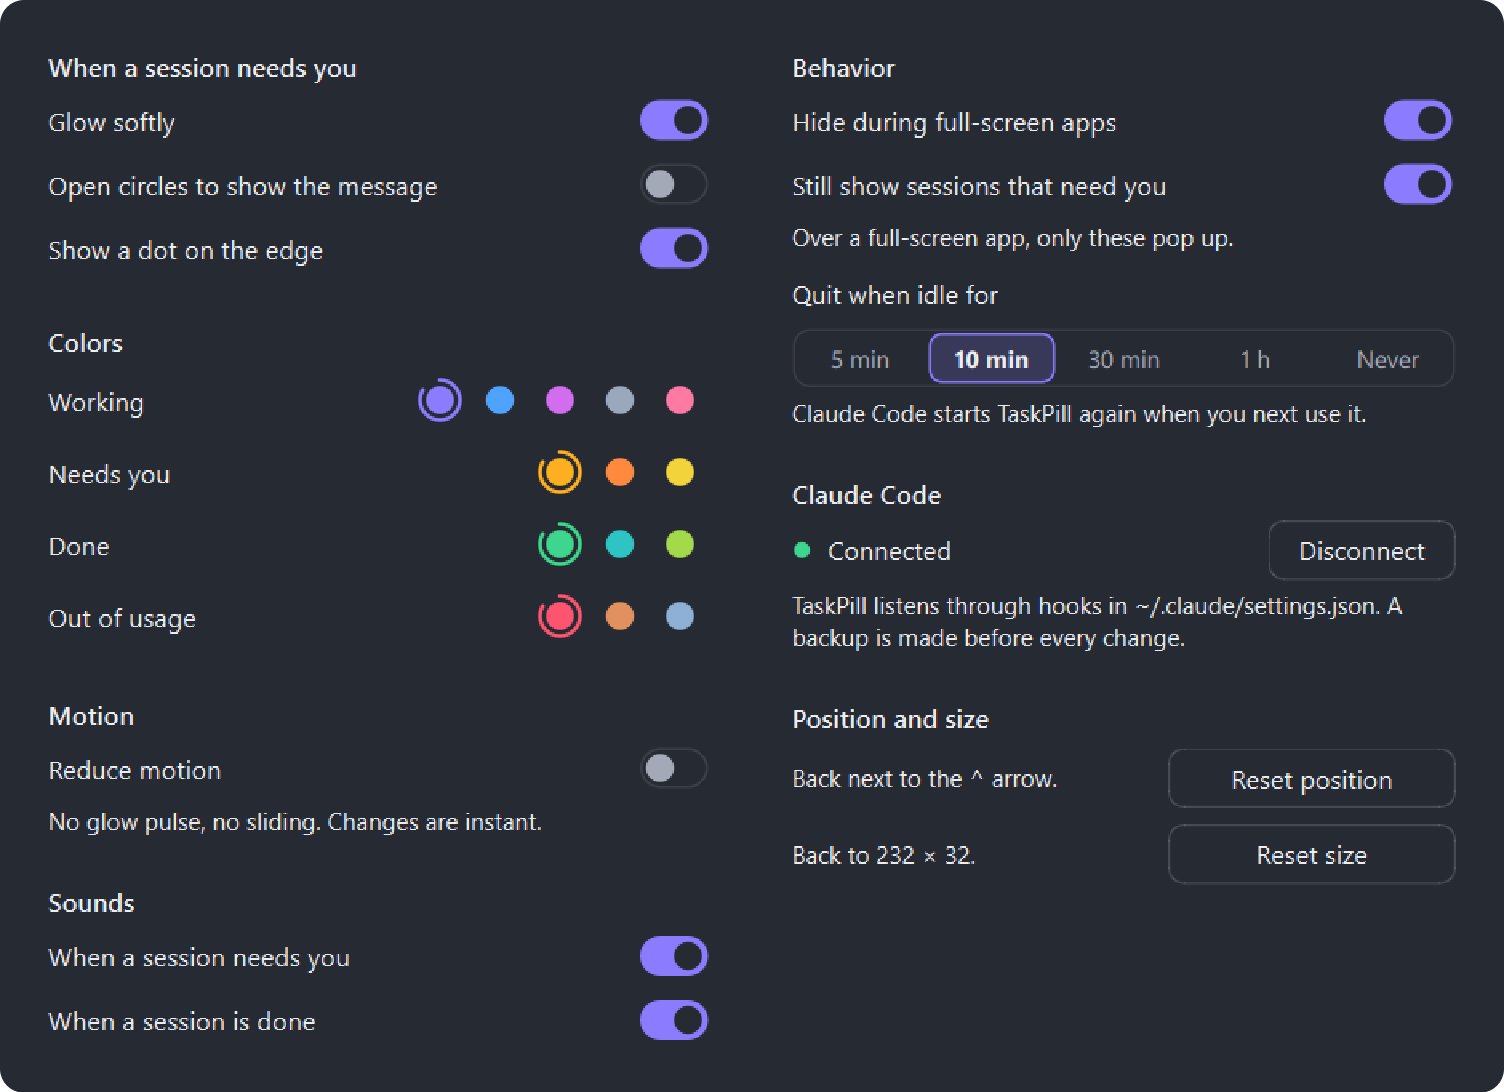 When a session needs you
Glow softly
Open circles to show the message
Show a dot on the edge
Colors
Working
Needs you
Done
Out of usage
Motion
Reduce motion
No glow pulse, no sliding. Changes are instant.
Sounds
When a session needs you
When a session is done
Behavior
Hide during full-screen apps
Still show sessions that need you
Over a full-screen app, only these pop up.
Quit when idle for
5 min 10 min 30 min 1 h Never
Claude Code starts TaskPill again when you next use it.
Claude Code
Connected Disconnect
TaskPill listens through hooks in ~/.claude/settings.json. A
backup is made before every change.
Position and size
Back next to the ^ arrow. Reset position
Back to 232 × 32. Reset size